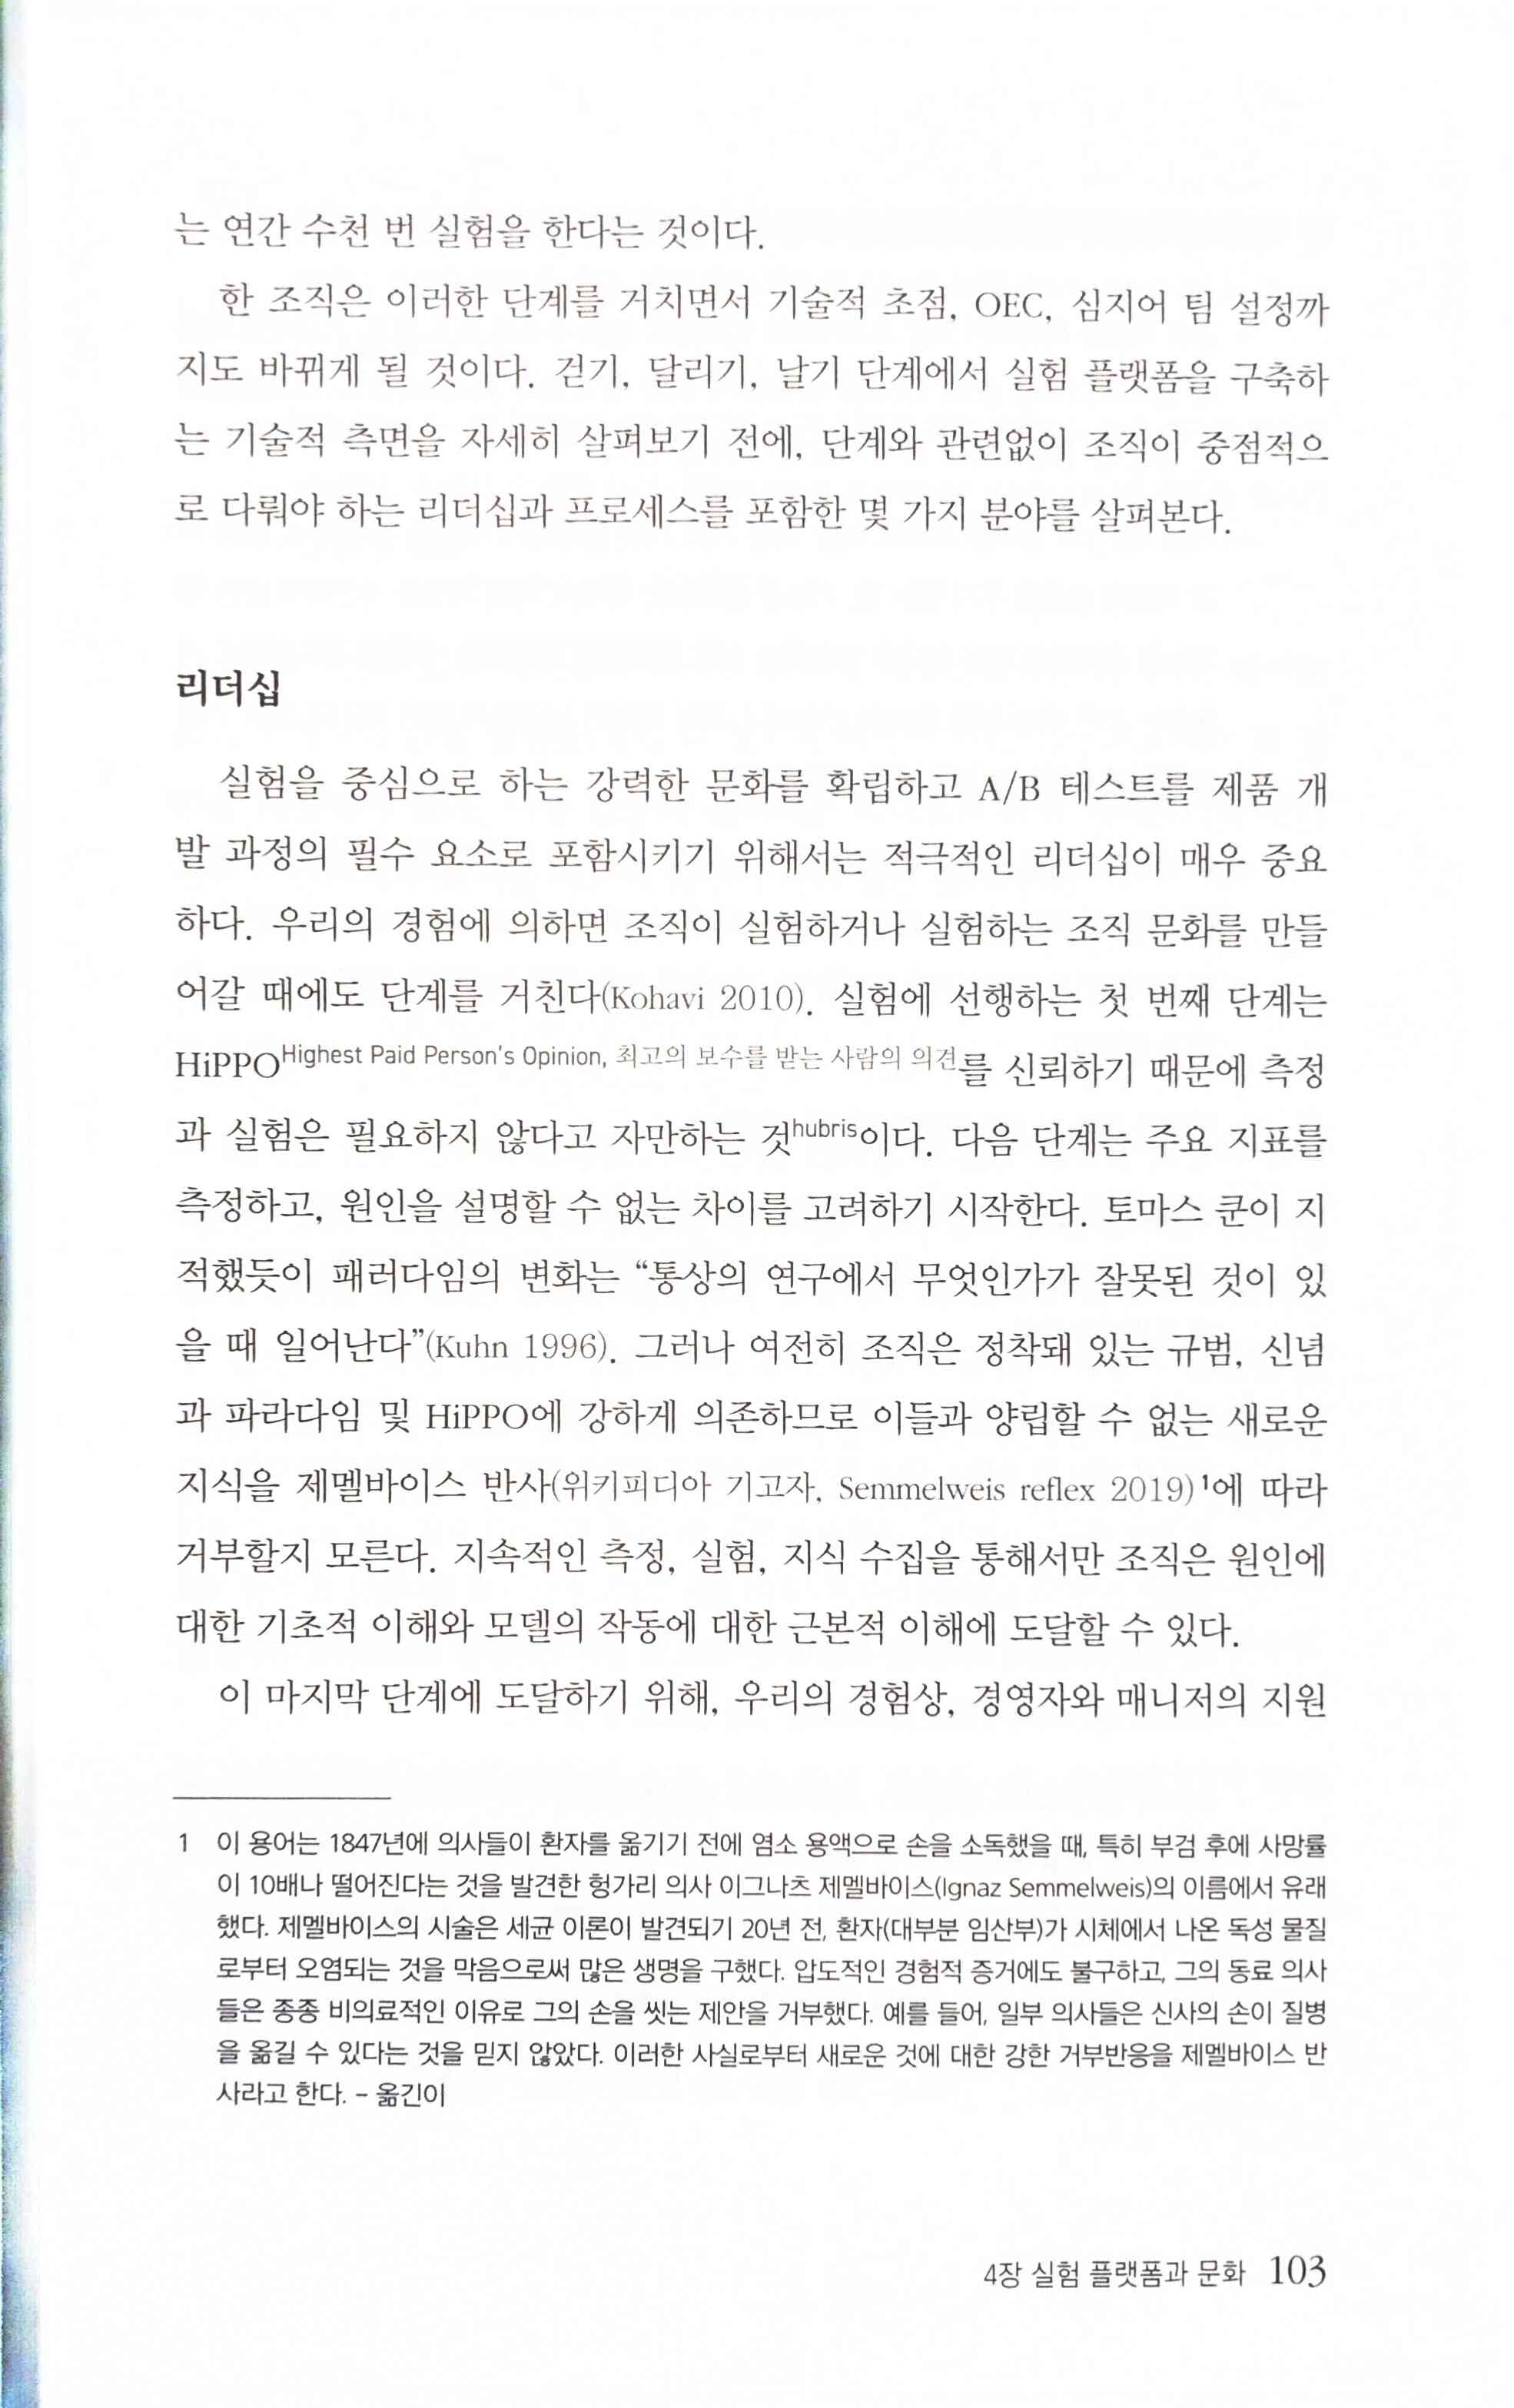 는 연간 수천 번 실험을 한다는 것이다.
한 조직은 이러한 단계를 거치면서 기술적 초점, OEC, 심지어 팀 설정까
지도 바뀌게 될 것이다. 걷기, 달리기, 날기 단계에서 실험 플랫폼을 구축하
는 기술적 측면을 자세히 살펴보기 전에, 단계와 관련없이 조직이 중점적으
로 다뤄야 하는 리더십과 프로세스를 포함한 몇 가지 분야를 살펴본다.
리더십
실험을 중심으로 하는 강력한 문화를 확립하고 A/B 테스트를 제품 개
발 과정의 필수 요소로 포함시키기 위해서는 적극적인 리더십이 매우 중요
하다. 우리의 경험에 의하면 조직이 실험하거나 실험하는 조직 문화를 만들
어갈 때에도 단계를 거친다(Kohavi 2010). 실험에 선행하는 첫 번째 단계는
HiPPO Highest Paid Person's Opinion, 최고의 보수를 받는 사람의 의견를 신뢰하기 때문에 측정
과 실험은 필요하지 않다고 자만하는 것hubris이다. 다음 단계는 주요 지표를
측정하고, 원인을 설명할 수 없는 차이를 고려하기 시작한다. 토마스 쿤이 지
적했듯이 패러다임의 변화는 “통상의 연구에서 무엇인가가 잘못된 것이 있
을 때 일어난다”(Kuhn 1996). 그러나 여전히 조직은 정착돼 있는 규범, 신념
과 파라다임 및 HiPPO에 강하게 의존하므로 이들과 양립할 수 없는 새로운
지식을 제멜바이스 반사(위키피디아 기고자, Semmelweis reflex 2019)1에 따라
거부할지 모른다. 지속적인 측정, 실험, 지식 수집을 통해서만 조직은 원인에
대한 기초적 이해와 모델의 작동에 대한 근본적 이해에 도달할 수 있다.
이 마지막 단계에 도달하기 위해, 우리의 경험상, 경영자와 매니저의 지원
1 이 용어는 1847년에 의사들이 환자를 옮기기 전에 염소 용액으로 손을 소독했을 때, 특히 부검 후에 사망률
이 10배나 떨어진다는 것을 발견한 헝가리 의사 이그나츠 제멜바이스(Ignaz Semmelweis)의 이름에서 유래
했다. 제멜바이스의 시술은 세균 이론이 발견되기 20년 전, 환자(대부분 임산부)가 시체에서 나온 독성 물질
로부터 오염되는 것을 막음으로써 많은 생명을 구했다. 압도적인 경험적 증거에도 불구하고, 그의 동료 의사
들은 종종 비의료적인 이유로 그의 손을 씻는 제안을 거부했다. 예를 들어, 일부 의사들은 신사의 손이 질병
을 옮길 수 있다는 것을 믿지 않았다. 이러한 사실로부터 새로운 것에 대한 강한 거부반응을 제멜바이스 반
사라고 한다. – 옮긴이
4장 실험 플랫폼과 문화 103